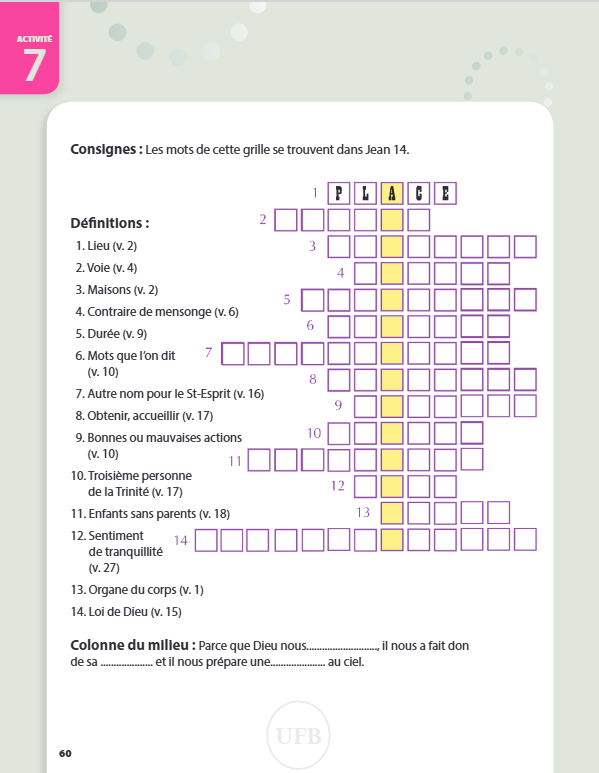 ACTIVITÉ
7
Consignes : Les mots de cette grille se trouvent dans Jean 14.
1 P L A C E
2
Définitions :
1. Lieu (v. 2)
3
2. Voie (v. 4)
4
3. Maisons (v. 2)
5
4. Contraire de mensonge (v. 6)
6
5. Durée (v. 9)
7
6. Mots que l'on dit
(v. 10)
8
7. Autre nom pour le St-Esprit (v. 16)
9
8. Obtenir, accueillir (v. 17)
10
9. Bonnes ou mauvaises actions
(v. 10)
11
10. Troisième personne
de la Trinité (v. 17)
12
11. Enfants sans parents (v. 18)
13
12. Sentiment
de tranquillité
(v. 27)
14
13. Organe du corps (v. 1)
14. Loi de Dieu (v. 15)
Colonne du milieu : Parce que Dieu nous..........................., il nous a fait don
de sa .................... et il nous prépare une..................... au ciel.
UFB
60